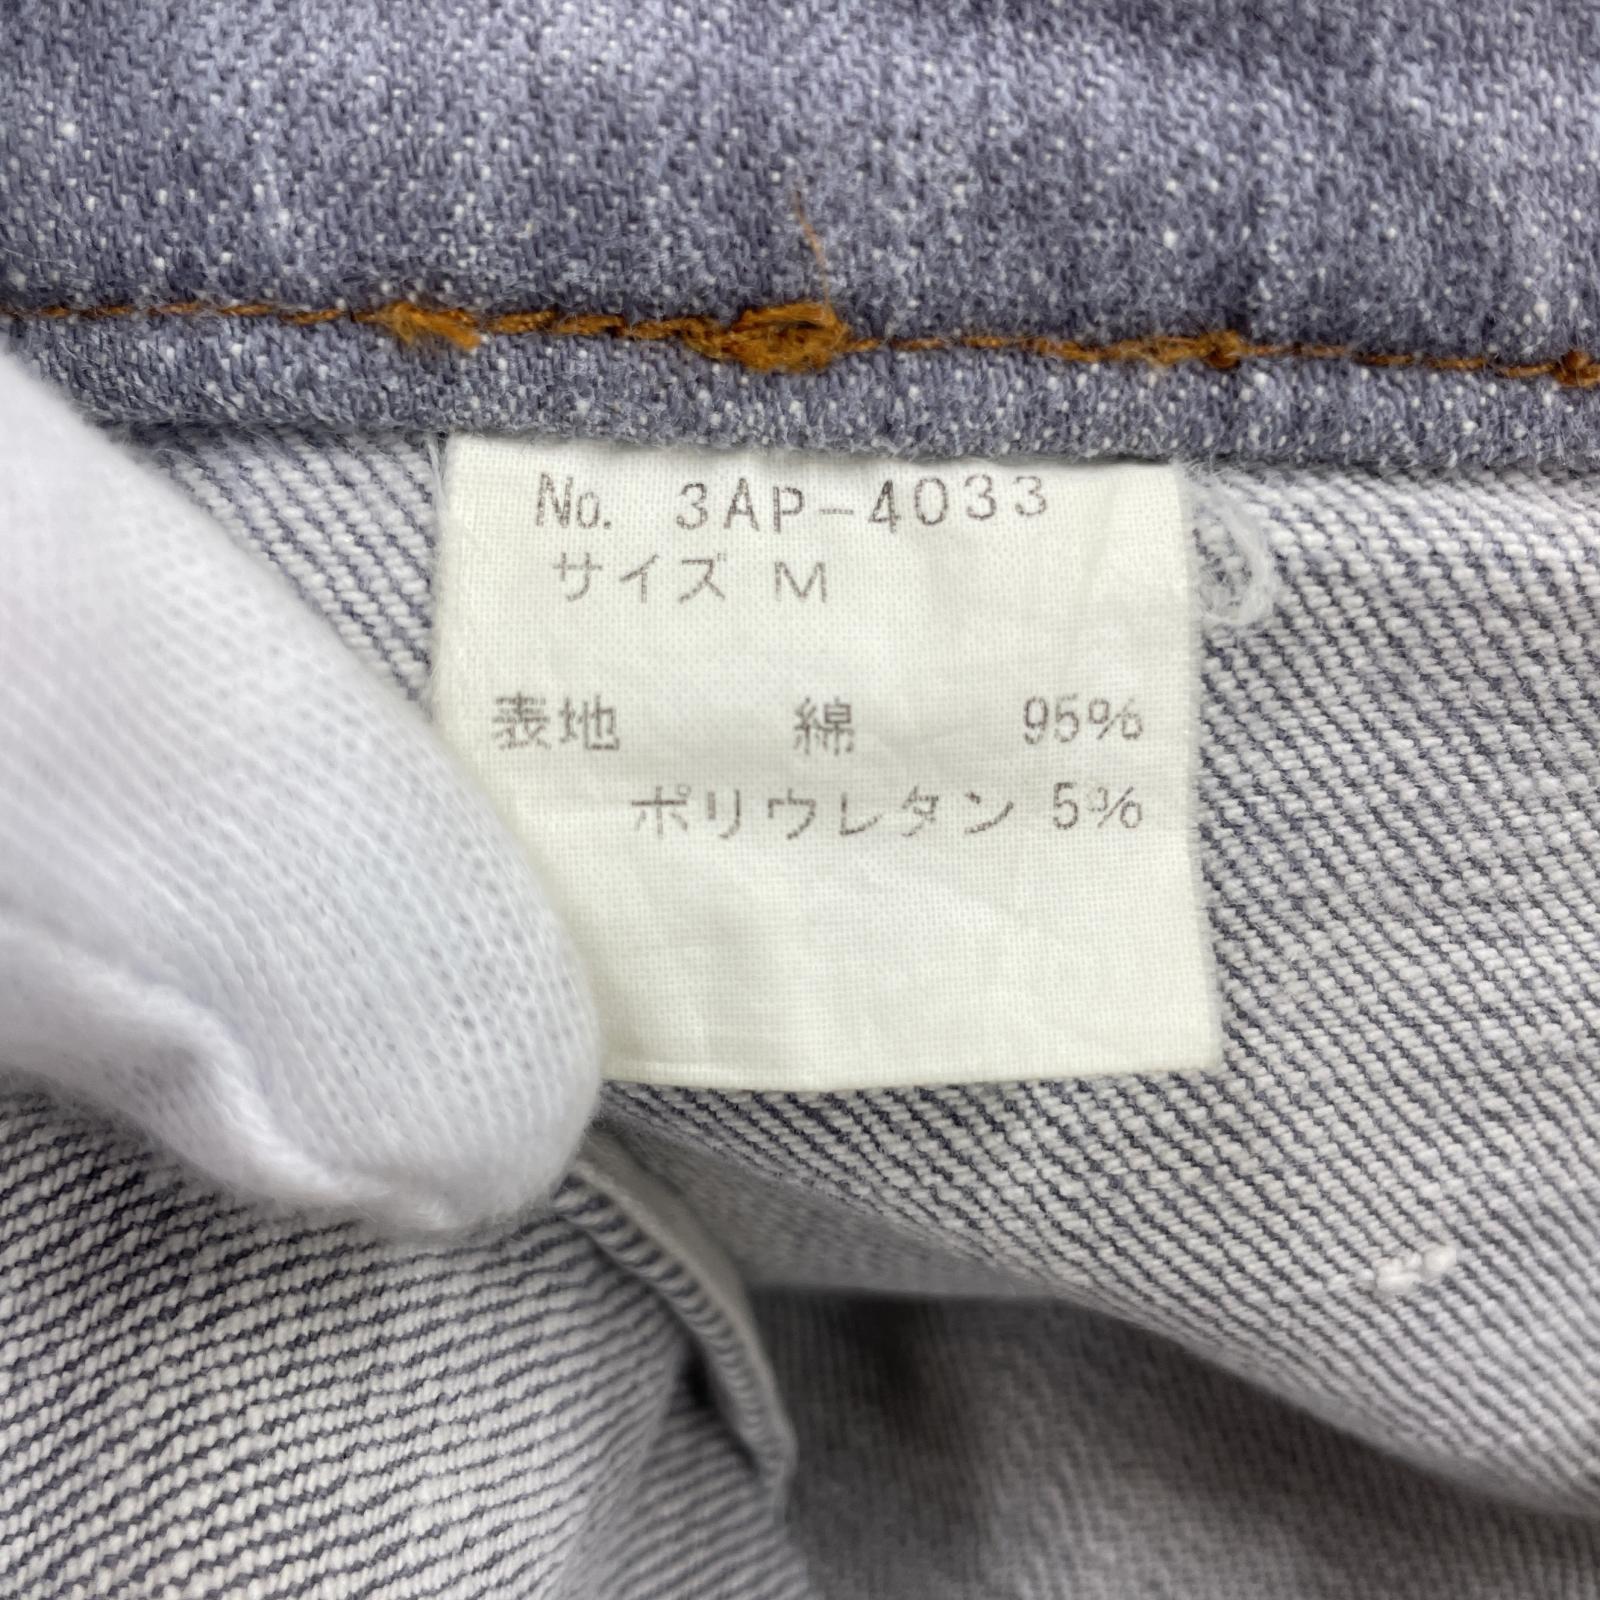 No. 3AP-4033
サイズ M
表地 綿 95%
ポリウレタン 5%